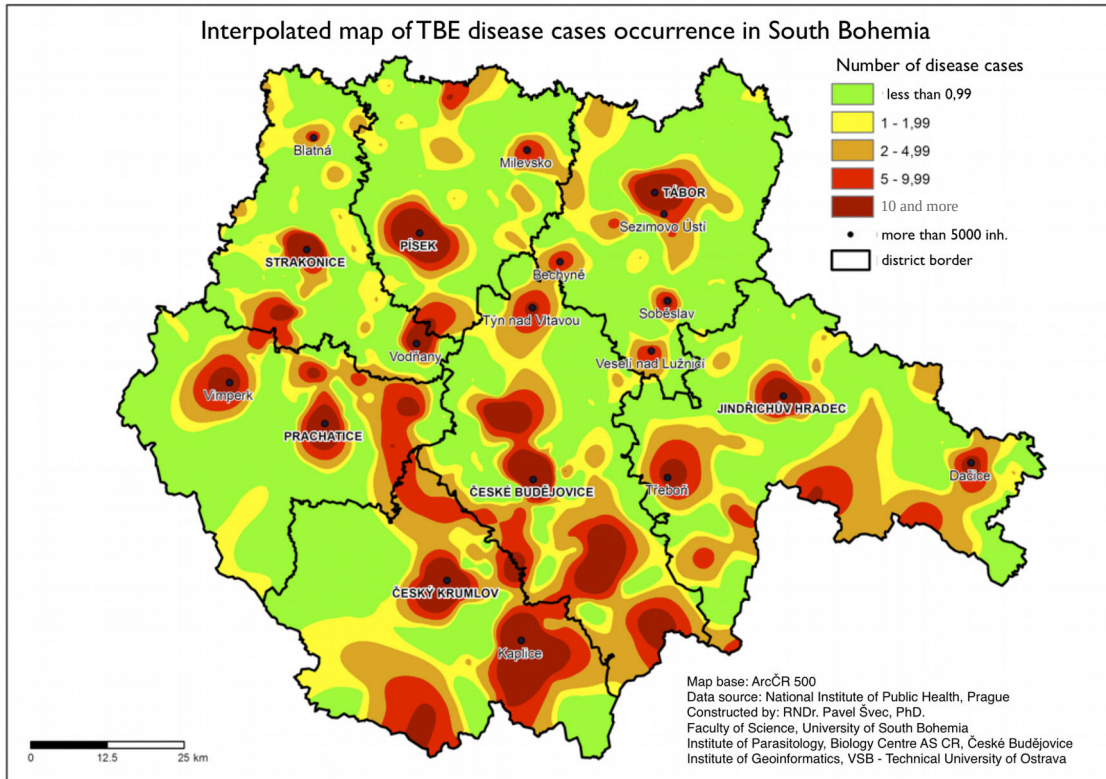 Interpolated map of TBE disease cases occurrence in South Bohemia
Number of disease cases
less than 0,99
1 - 1,99
2 - 4,99
5 - 9,99
10 and more
more than 5000 inh.
district border
Blatná
Milevsko
TÁBOR
Sezimovo Ústí
PÍSEK
STRAKONICE
Bechyně
Týn nad Vltavou
Soběslav
Vodňany
Veselí nad Lužnicí
Vimperk
PRACHATICE
JINDŘICHŮV HRADEC
Dačice
ČESKÉ BUDĚJOVICE
Třeboň
ČESKÝ KRUMLOV
Kaplice
Map base: ArcČR 500
Data source: National Institute of Public Health, Prague
Constructed by: RNDr. Pavel Švec, PhD.
Faculty of Science, University of South Bohemia
Institute of Parasitology, Biology Centre AS CR, České Budějovice
Institute of Geoinformatics, VSB - Technical University of Ostrava
0 12.5 25 km